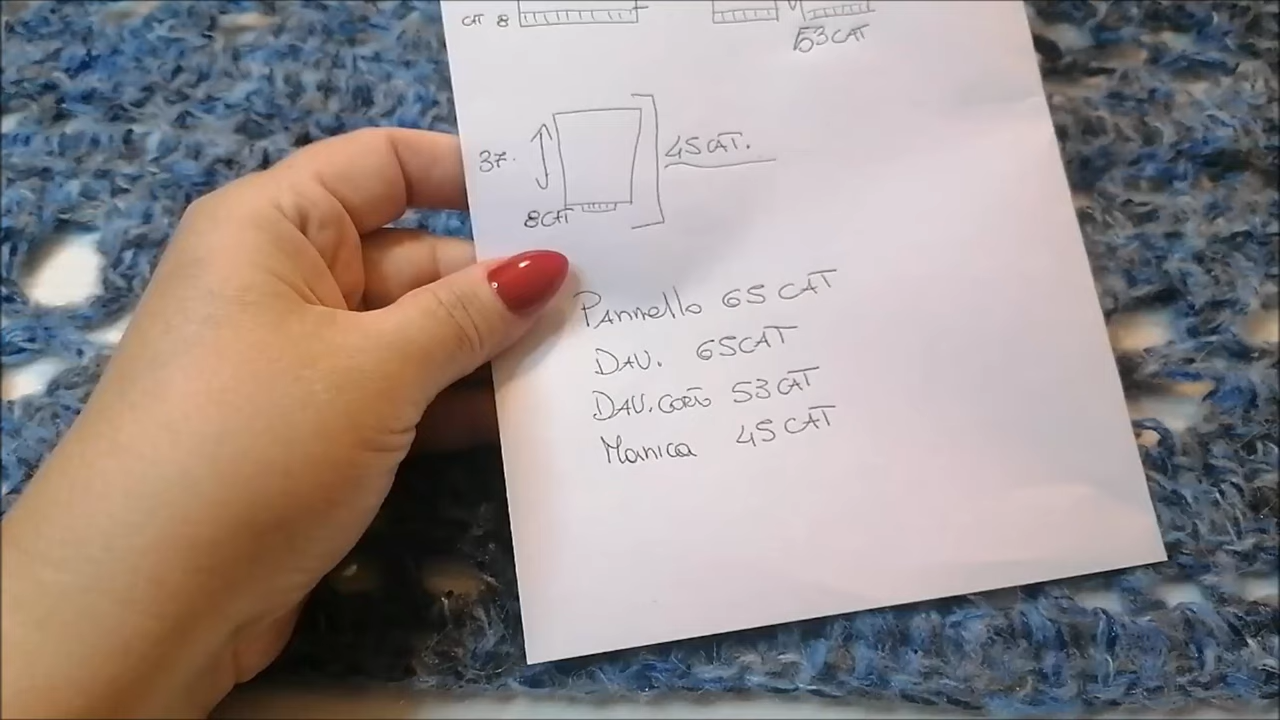 CAT 8
53 CAT
37.
45 CAT.
8 CAT
Pannello 65 CAT
DAV. 65 CAT
DAV. CORTO 53 CAT
Manica 45 CAT